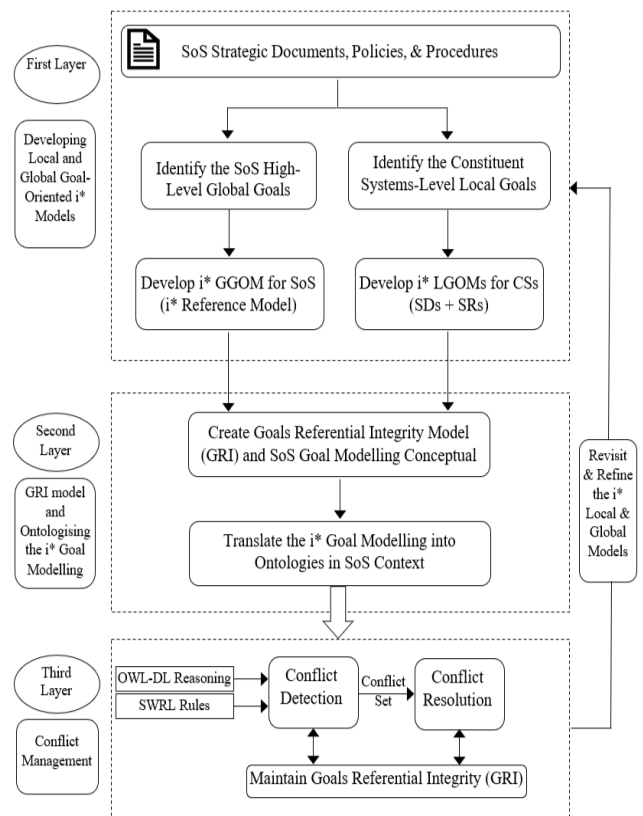 SoS Strategic Documents, Policies, & Procedures
First Layer
Developing
Local and
Global Goal-
Oriented i*
Models
Identify the SoS High-
Level Global Goals
Identify the Constituent
Systems-Level Local Goals
Develop i* GGOM for SoS
(i* Reference Model)
Develop i* LGOMs for CSs
(SDs + SRs)
Second
Layer
GRI model
and
Ontologising
the i* Goal
Modelling
Create Goals Referential Integrity Model
(GRI) and SoS Goal Modelling Conceptual
Translate the i* Goal Modelling into
Ontologies in SoS Context
Revisit
& Refine
the i*
Local &
Global
Models
Third
Layer
Conflict
Management
OWL-DL Reasoning
SWRL Rules
Conflict
Detection
Conflict
Set
Conflict
Resolution
Maintain Goals Referential Integrity (GRI)